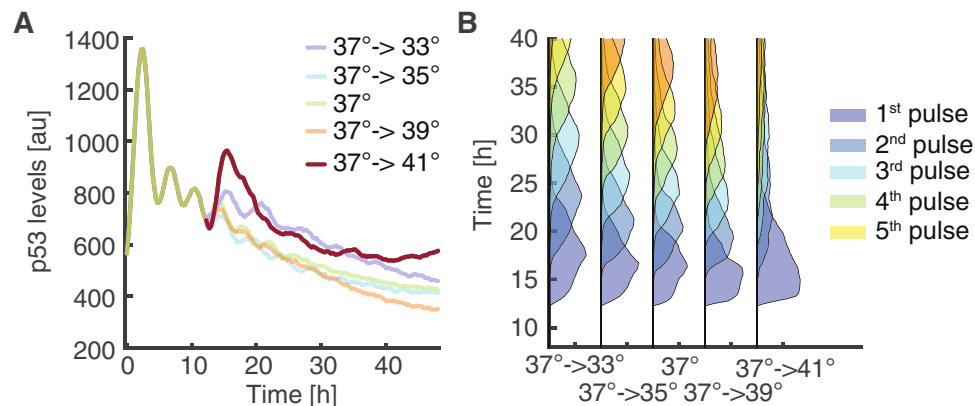 A
p53 levels [au]
1400
1200
1000
800
600
400
200
0
10
20
30
40
Time [h]
37°-> 33°
37°-> 35°
37°
37°-> 39°
37°-> 41°
B
Time [h]
40
35
30
25
20
15
10
37°->33°
37°
37°->41°
37°->35°
37°->39°
1st pulse
2nd pulse
3rd pulse
4th pulse
5th pulse